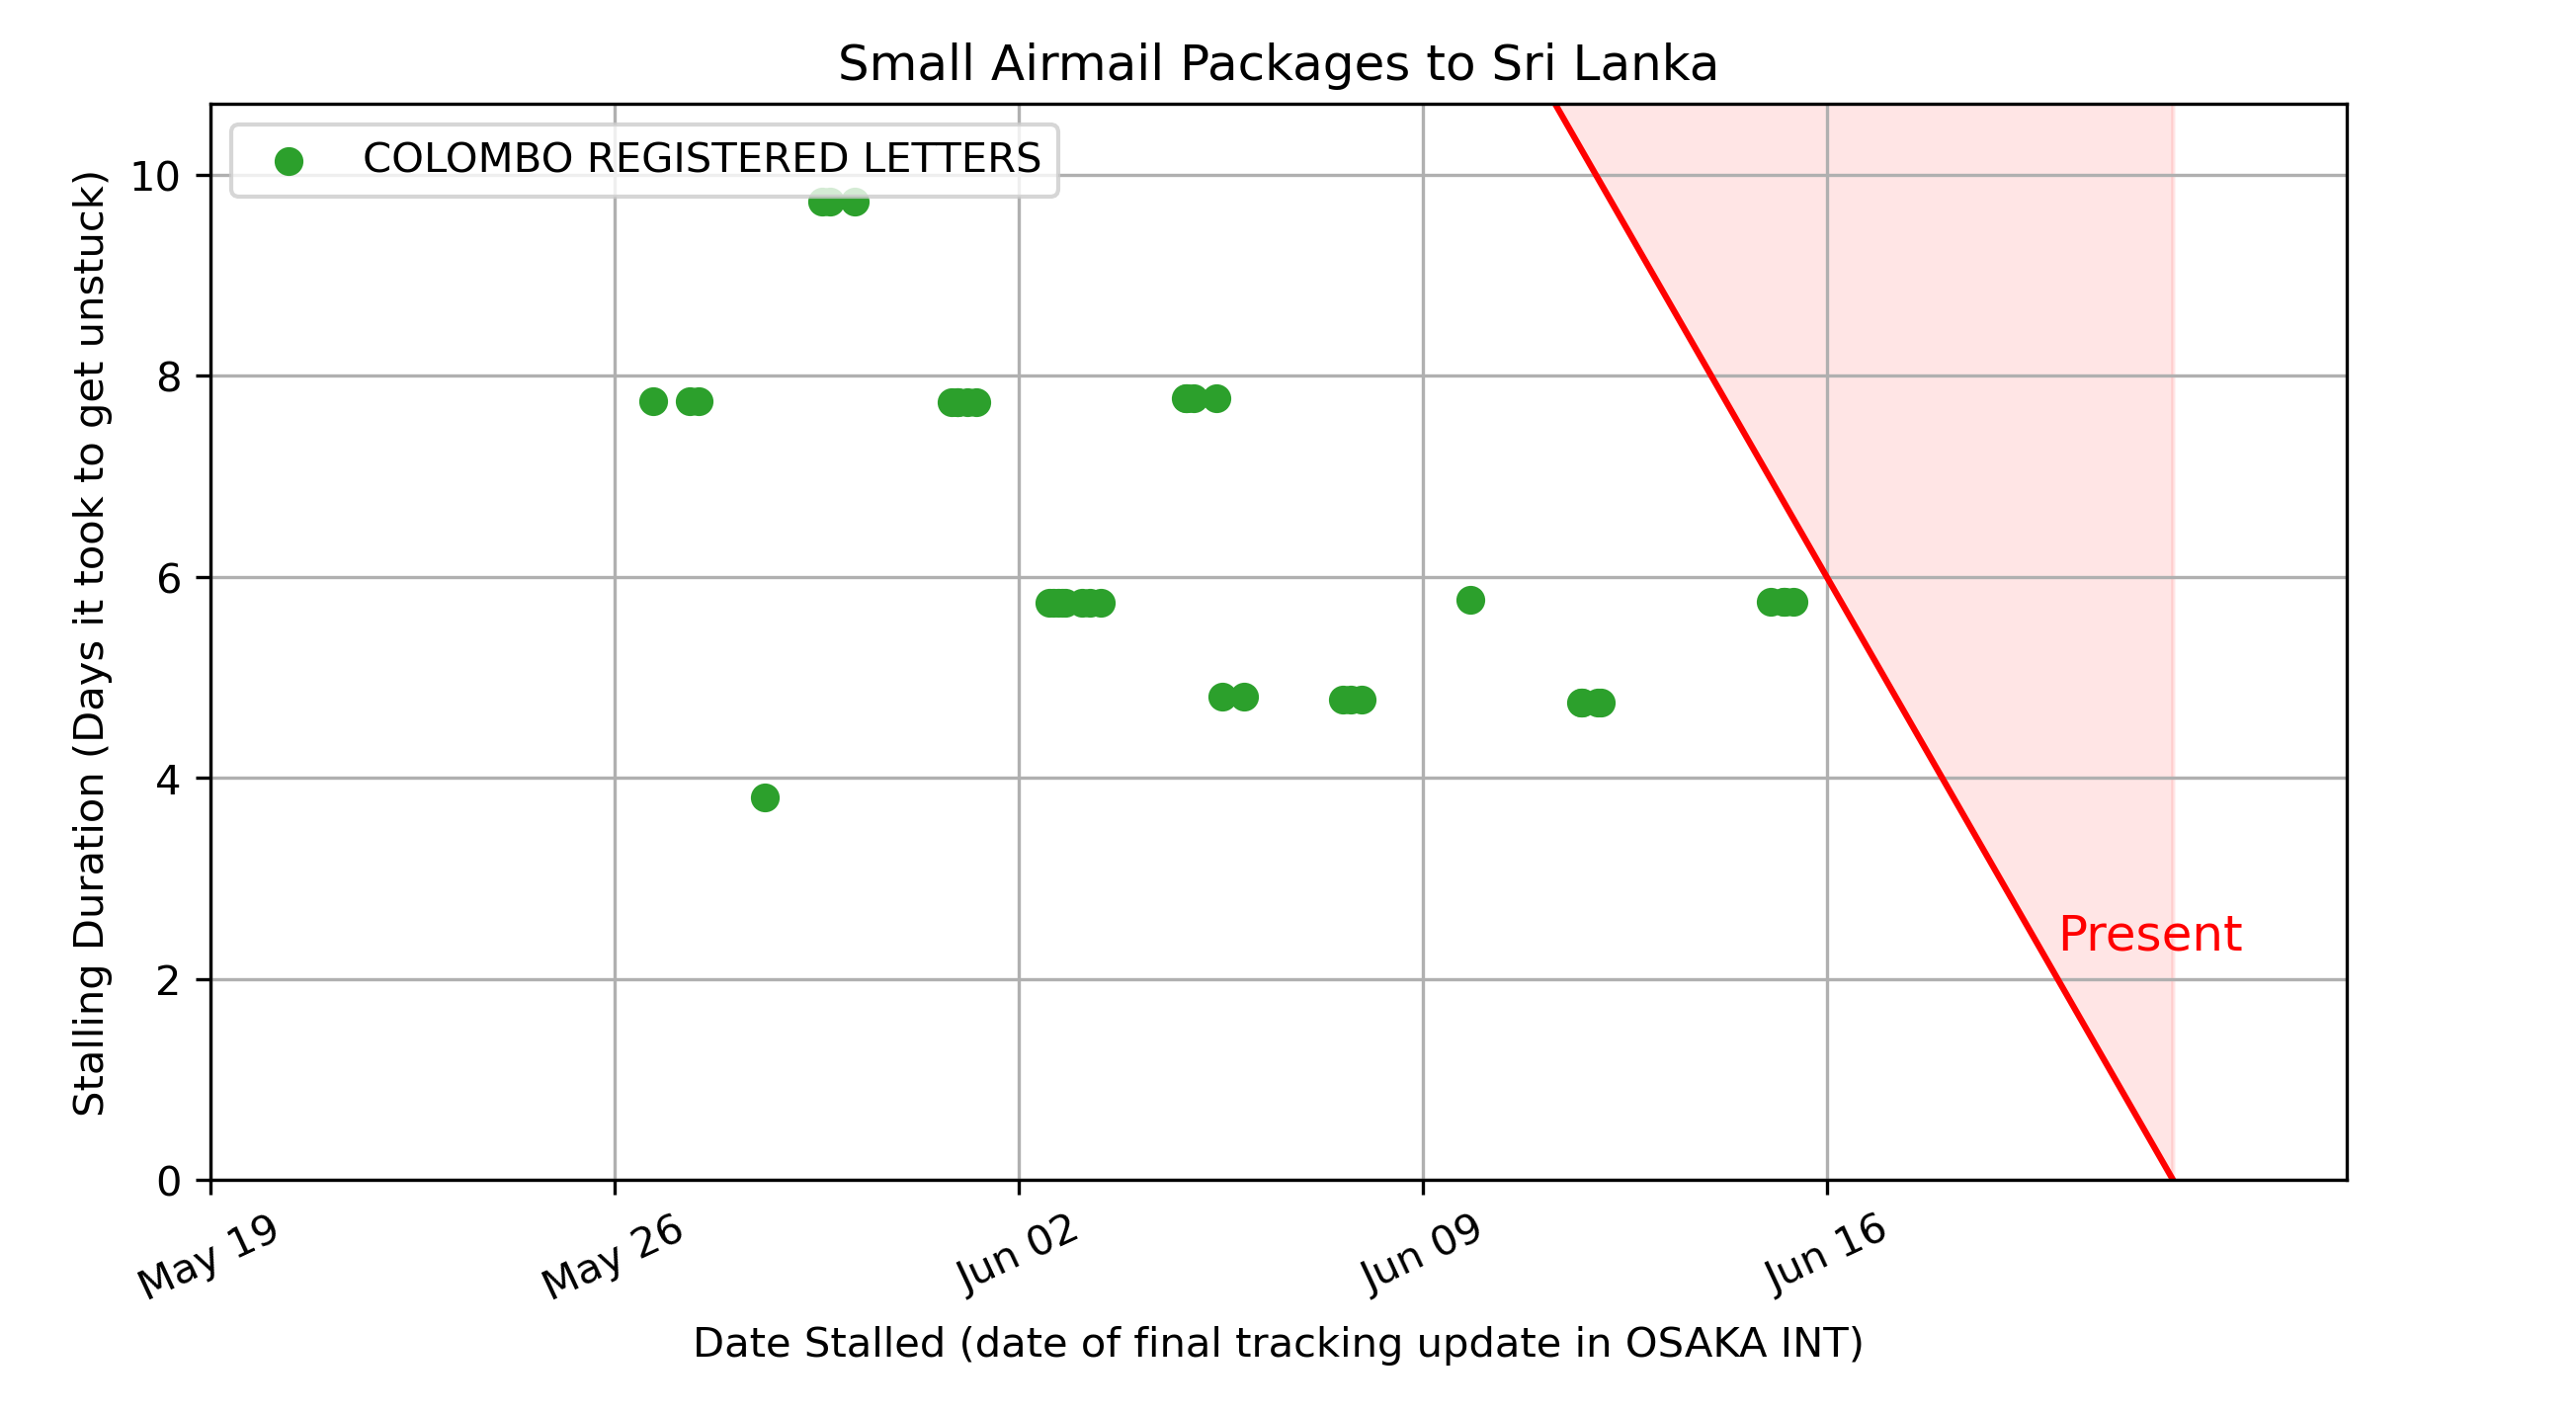 Small Airmail Packages to Sri Lanka
COLOMBO REGISTERED LETTERS
Stalling Duration (Days it took to get unstuck)
10
8
6
4
2
0
Present
May 19
May 26
Jun 02
Jun 09
Jun 16
Date Stalled (date of final tracking update in OSAKA INT)